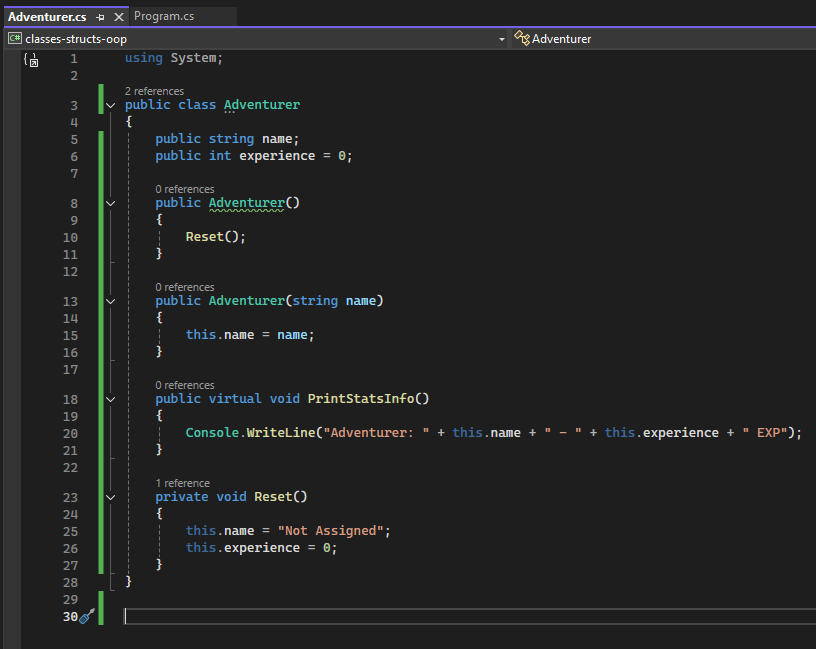 Adventurer.cs Program.cs
C# classes-structs-oop Adventurer
1 using System;
2
2 references
3 public class Adventurer
4 {
5 public string name;
6 public int experience = 0;
7
0 references
8 public Adventurer()
9 {
10 Reset();
11 }
12
0 references
13 public Adventurer(string name)
14 {
15 this.name = name;
16 }
17
0 references
18 public virtual void PrintStatsInfo()
19 {
20 Console.WriteLine("Adventurer: " + this.name + " - " + this.experience + " EXP");
21 }
22
1 reference
23 private void Reset()
24 {
25 this.name = "Not Assigned";
26 this.experience = 0;
27 }
28 }
29
30